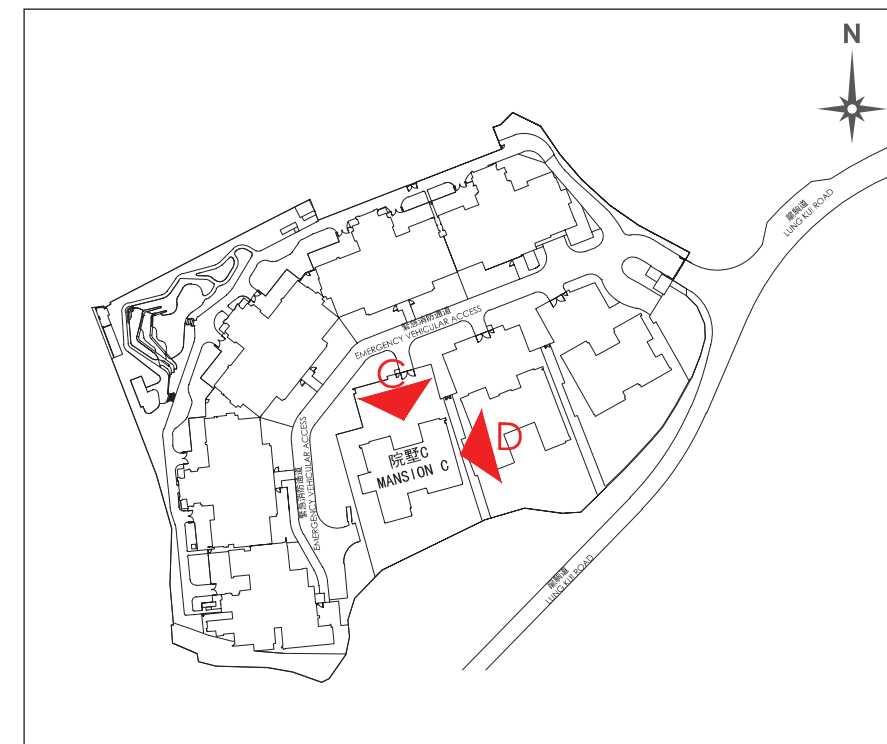 N
龍駒道
LUNG KUI ROAD
緊急消防通道
EMERGENCY VEHICULAR ACCESS
C
D
院墅C
MANSION C
緊急消防通道
EMERGENCY VEHICULAR ACCESS
龍駒道
LUNG KUI ROAD